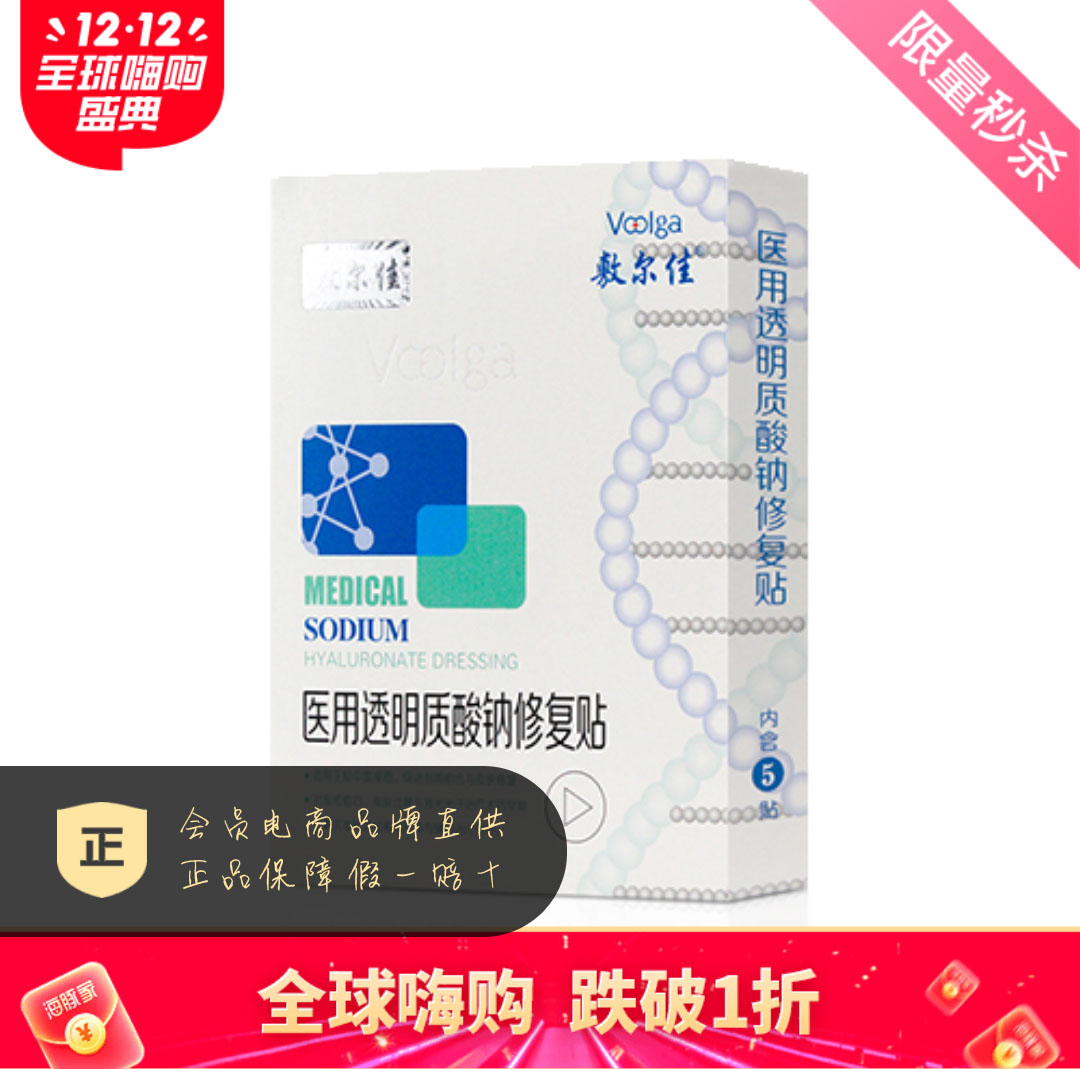 12·12
全球嗨购
盛典
限量秒杀
Voolga
敷尔佳
敷尔佳
Voolga
MEDICAL
SODIUM
HYALURONATE DRESSING
医用透明质酸钠修复贴
医用透明质酸钠修复贴
内含5贴
正
会员电商品牌直供
正品保障假一赔十
海豚家
¥
全球嗨购 跌破1折